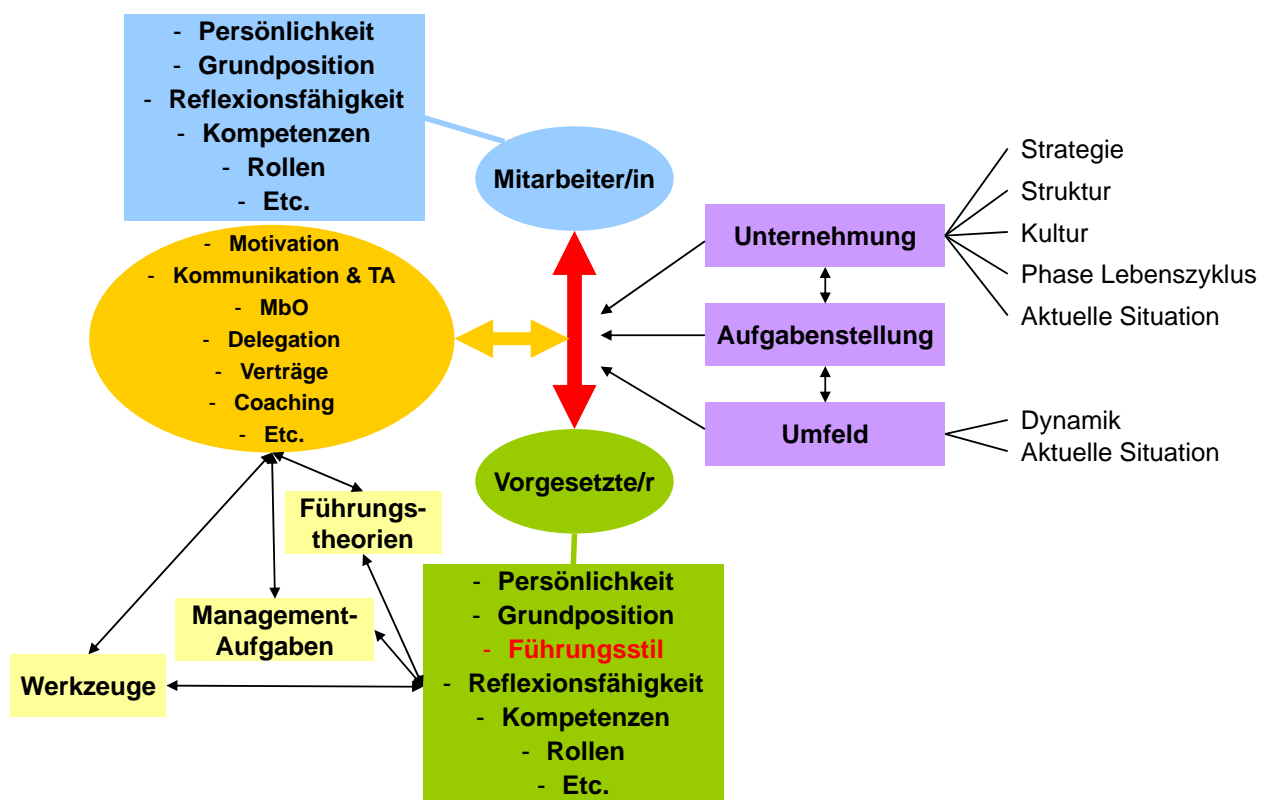 - Persönlichkeit
- Grundposition
- Reflexionsfähigkeit
- Kompetenzen
- Rollen
- Etc.
Mitarbeiter/in
- Motivation
- Kommunikation & TA
- MbO
- Delegation
- Verträge
- Coaching
- Etc.
Unternehmung
Aufgabenstellung
Umfeld
Strategie
Struktur
Kultur
Phase Lebenszyklus
Aktuelle Situation
Dynamik
Aktuelle Situation
Vorgesetzte/r
Führungs-
theorien
Management-
Aufgaben
Werkzeuge
- Persönlichkeit
- Grundposition
- Führungsstil
- Reflexionsfähigkeit
- Kompetenzen
- Rollen
- Etc.